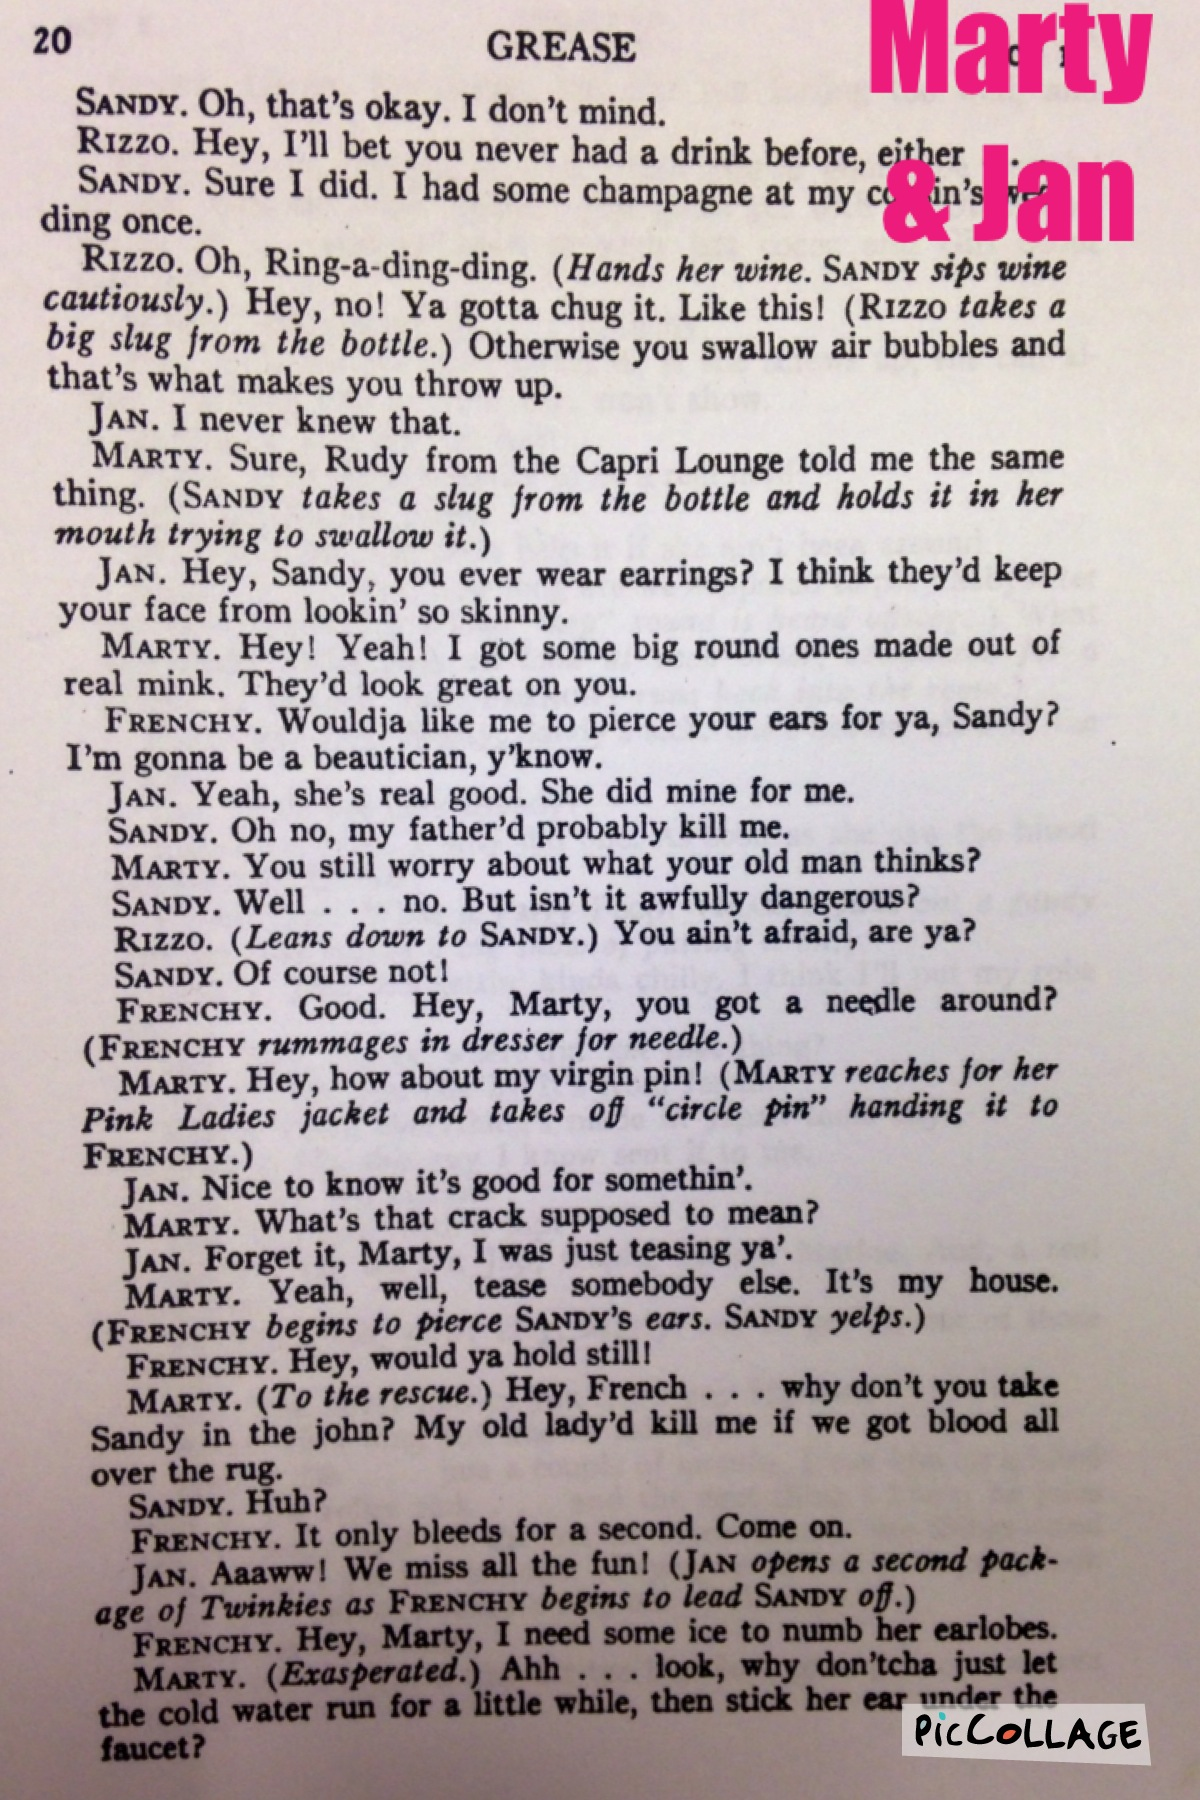 20 GREASE
Marty
& Jan
SANDY. Oh, that's okay. I don't mind.
RIZZO. Hey, I'll bet you never had a drink before, either . . .
SANDY. Sure I did. I had some champagne at my
ding once.
RIZZO. Oh, Ring-a-ding-ding. (Hands her wine. SANDY sips wine
cautiously.) Hey, no! Ya gotta chug it. Like this! (RIZZO takes a
big slug from the bottle.) Otherwise you swallow air bubbles and
that's what makes you throw up.
JAN. I never knew that.
MARTY. Sure, Rudy from the Capri Lounge told me the same
thing. (SANDY takes a slug from the bottle and holds it in her
mouth trying to swallow it.)
JAN. Hey, Sandy, you ever wear earrings? I think they'd keep
your face from lookin' so skinny.
MARTY. Hey! Yeah! I got some big round ones made out of
real mink. They'd look great on you.
FRENCHY. Wouldja like me to pierce your ears for ya, Sandy?
I'm gonna be a beautician, y'know.
JAN. Yeah, she's real good. She did mine for me.
SANDY. Oh no, my father'd probably kill me.
MARTY. You still worry about what your old man thinks?
SANDY. Well . . . no. But isn't it awfully dangerous?
RIZZO. (Leans down to SANDY.) You ain't afraid, are ya?
SANDY. Of course not!
FRENCHY. Good. Hey, Marty, you got a needle around?
(FRENCHY rummages in dresser for needle.)
MARTY. Hey, how about my virgin pin! (MARTY reaches for her
Pink Ladies jacket and takes off “circle pin” handing it to
FRENCHY.)
JAN. Nice to know it's good for somethin'.
MARTY. What's that crack supposed to mean?
JAN. Forget it, Marty, I was just teasing ya'.
MARTY. Yeah, well, tease somebody else. It's my house.
(FRENCHY begins to pierce SANDY'S ears. SANDY yelps.)
FRENCHY. Hey, would ya hold still!
MARTY. (To the rescue.) Hey, French . . . why don't you take
Sandy in the john? My old lady'd kill me if we got blood all
over the rug.
SANDY. Huh?
FRENCHY. It only bleeds for a second. Come on.
JAN. Aaaww! We miss all the fun! (JAN opens a second pack-
age of Twinkies as FRENCHY begins to lead SANDY off.)
FRENCHY. Hey, Marty, I need some ice to numb her earlobes.
MARTY. (Exasperated.) Ahh . . . look, why don'tcha just let
the cold water run for a little while, then stick her ear under the
faucet?
PicCOLLAGE